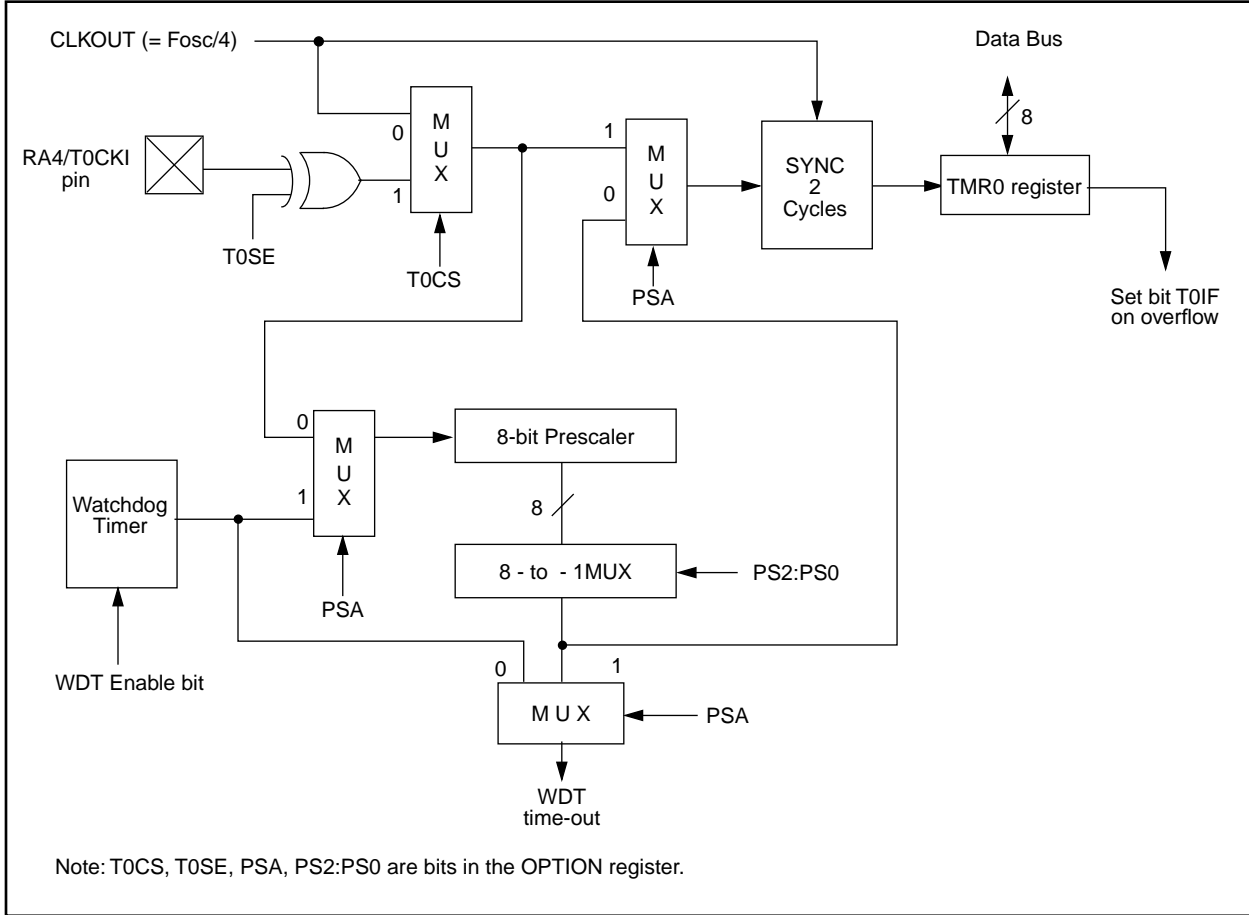 CLKOUT (= Fosc/4)
Data Bus
8
RA4/T0CKI
pin
T0SE
0
1
M
U
X
T0CS
1
0
M
U
X
PSA
SYNC
2
Cycles
TMR0 register
Set bit T0IF
on overflow
0
1
M
U
X
PSA
8-bit Prescaler
8
Watchdog
Timer
WDT Enable bit
8 - to - 1MUX
PS2:PS0
0
1
M U X
PSA
WDT
time-out
Note: T0CS, T0SE, PSA, PS2:PS0 are bits in the OPTION register.